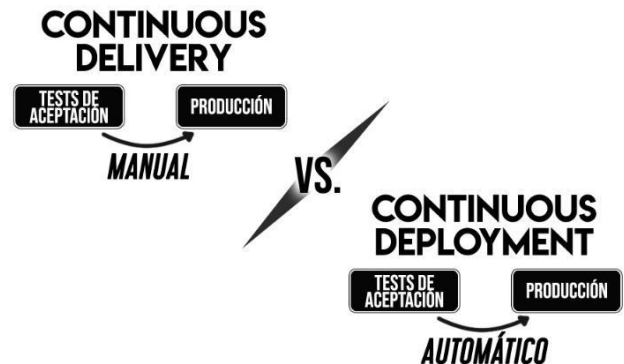 CONTINUOUS
DELIVERY
TESTS DE
ACEPTACIÓN
PRODUCCIÓN
MANUAL
VS.
CONTINUOUS
DEPLOYMENT
TESTS DE
ACEPTACIÓN
PRODUCCIÓN
AUTOMÁTICO